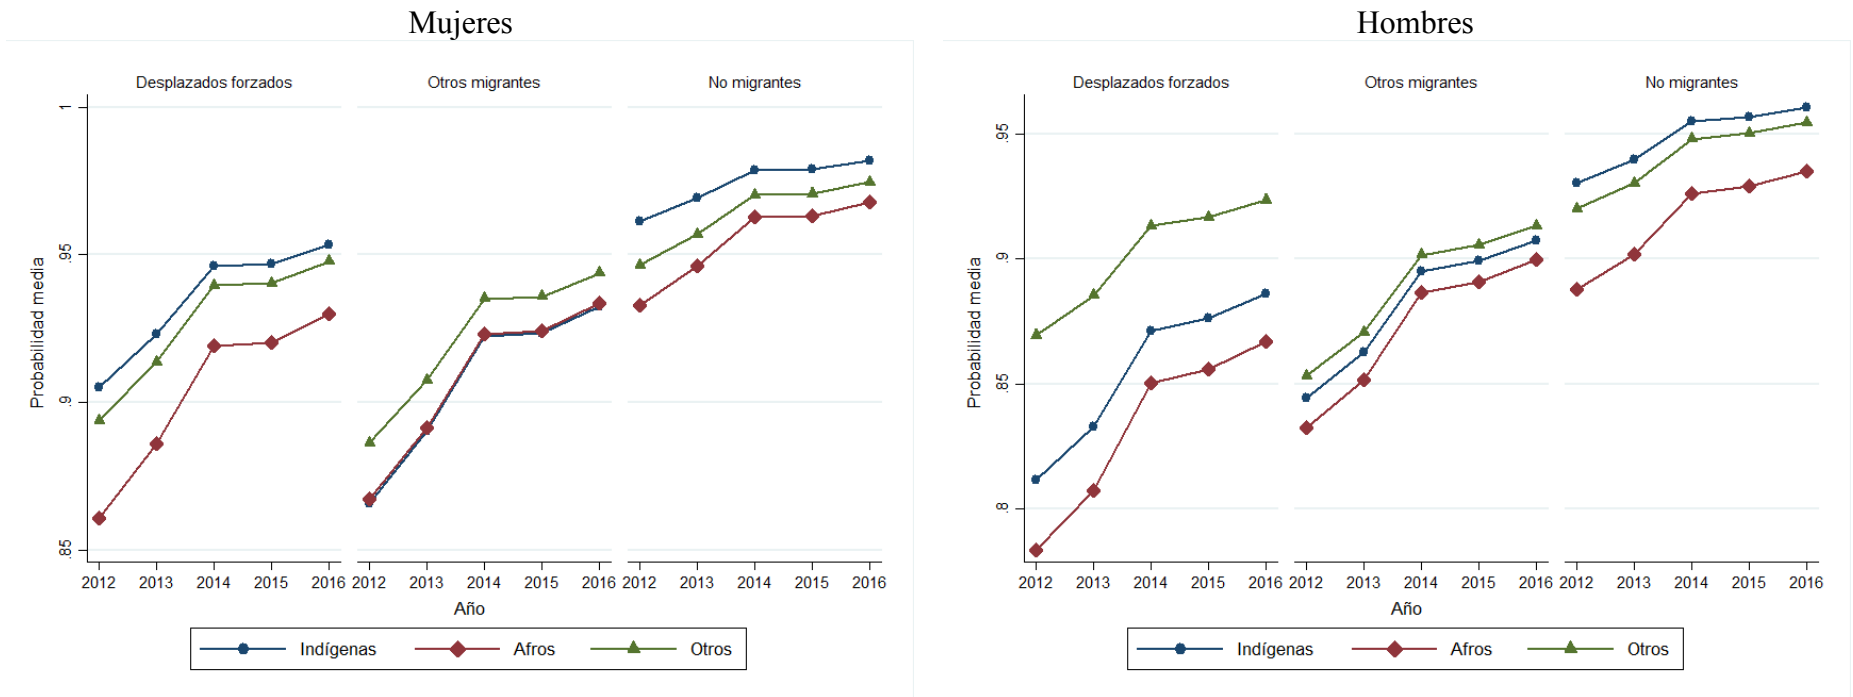 Mujeres
Desplazados forzados Otros migrantes No migrantes
Probabilidad media
1
.95
.9
.85
2012 2013 2014 2015 2016 2012 2013 2014 2015 2016 2012 2013 2014 2015 2016
Año
Indígenas Afros Otros
Hombres
Desplazados forzados Otros migrantes No migrantes
Probabilidad media
.95
.9
.85
.8
2012 2013 2014 2015 2016 2012 2013 2014 2015 2016 2012 2013 2014 2015 2016
Año
Indígenas Afros Otros